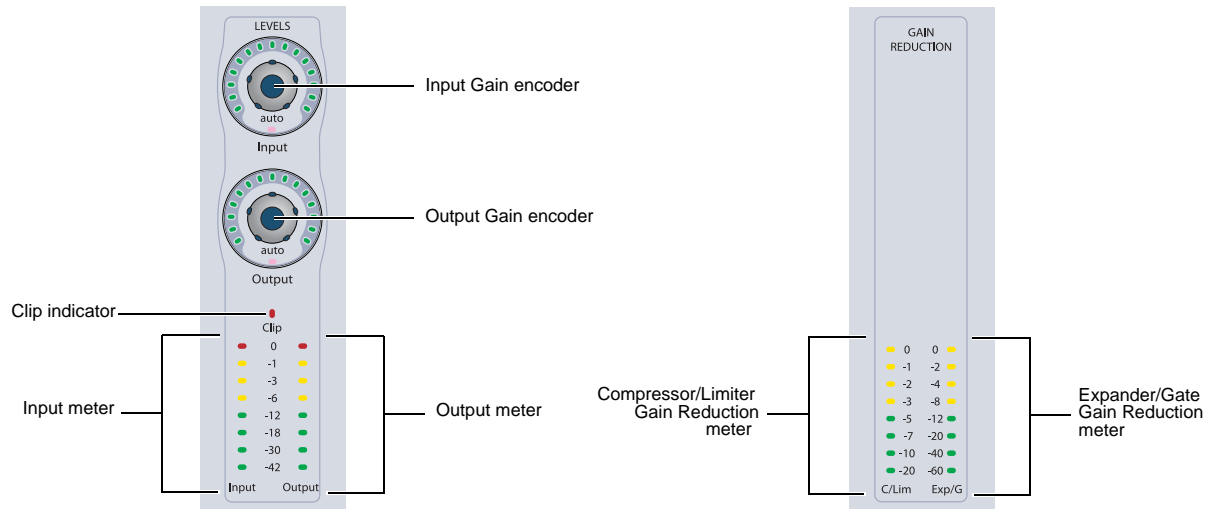 LEVELS
Input Gain encoder
auto
Input
Output Gain encoder
auto
Output
Clip indicator
Clip
0
-1
-3
-6
-12
-18
-30
-42
Input Output
Input meter
Output meter
GAIN
REDUCTION
0 0
-1 -2
-2 -4
-3 -8
-5 -12
-7 -20
-10 -40
-20 -60
C/Lim Exp/G
Compressor/Limiter
Gain Reduction
meter
Expander/Gate
Gain Reduction
meter